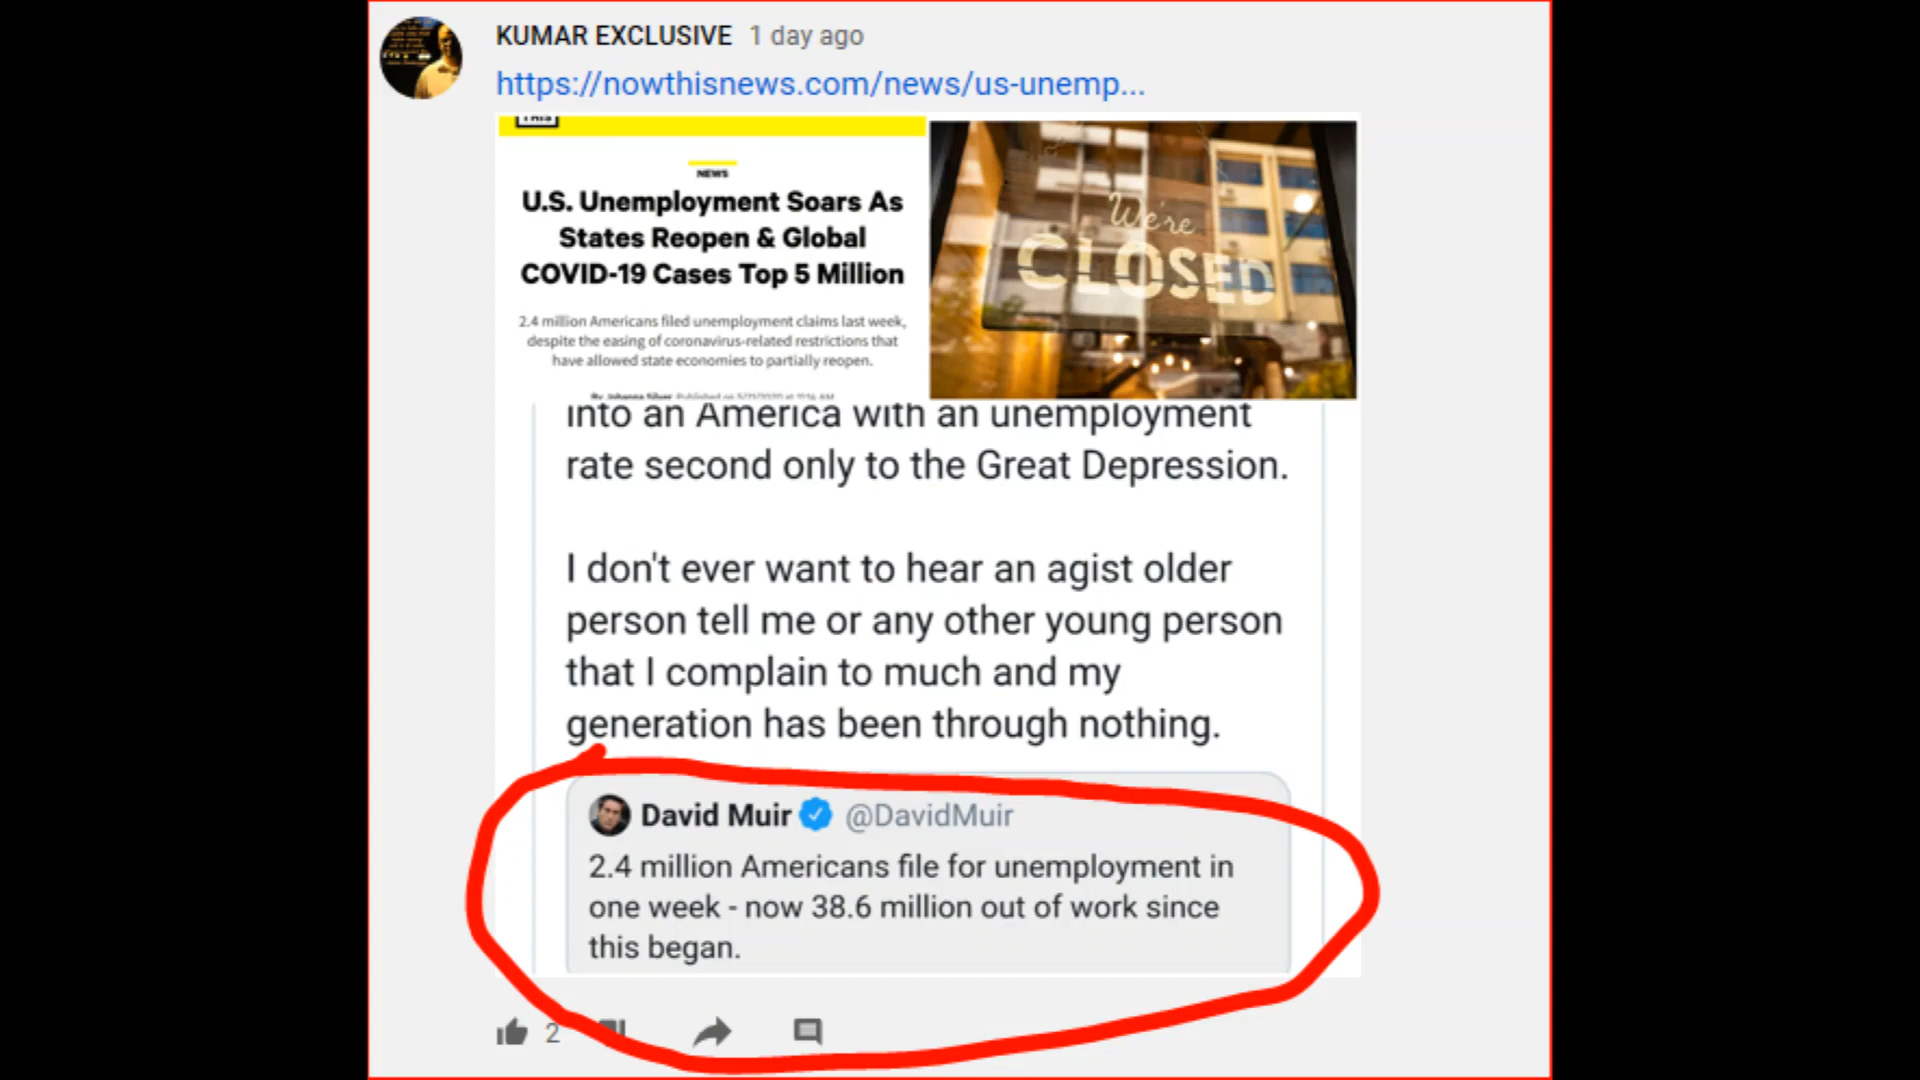 KUMAR EXCLUSIVE 1 day ago
https://nowthisnews.com/news/us-unemp...
THIS
NEWS
U.S. Unemployment Soars As
States Reopen & Global
COVID-19 Cases Top 5 Million
2.4 million Americans filed unemployment claims last week,
despite the easing of coronavirus-related restrictions that
have allowed state economies to partially reopen.
We're
CLOSED
into an America with an unemployment
rate second only to the Great Depression.
I don't ever want to hear an agist older
person tell me or any other young person
that I complain to much and my
generation has been through nothing.
David Muir @DavidMuir
2.4 million Americans file for unemployment in
one week - now 38.6 million out of work since
this began.
2